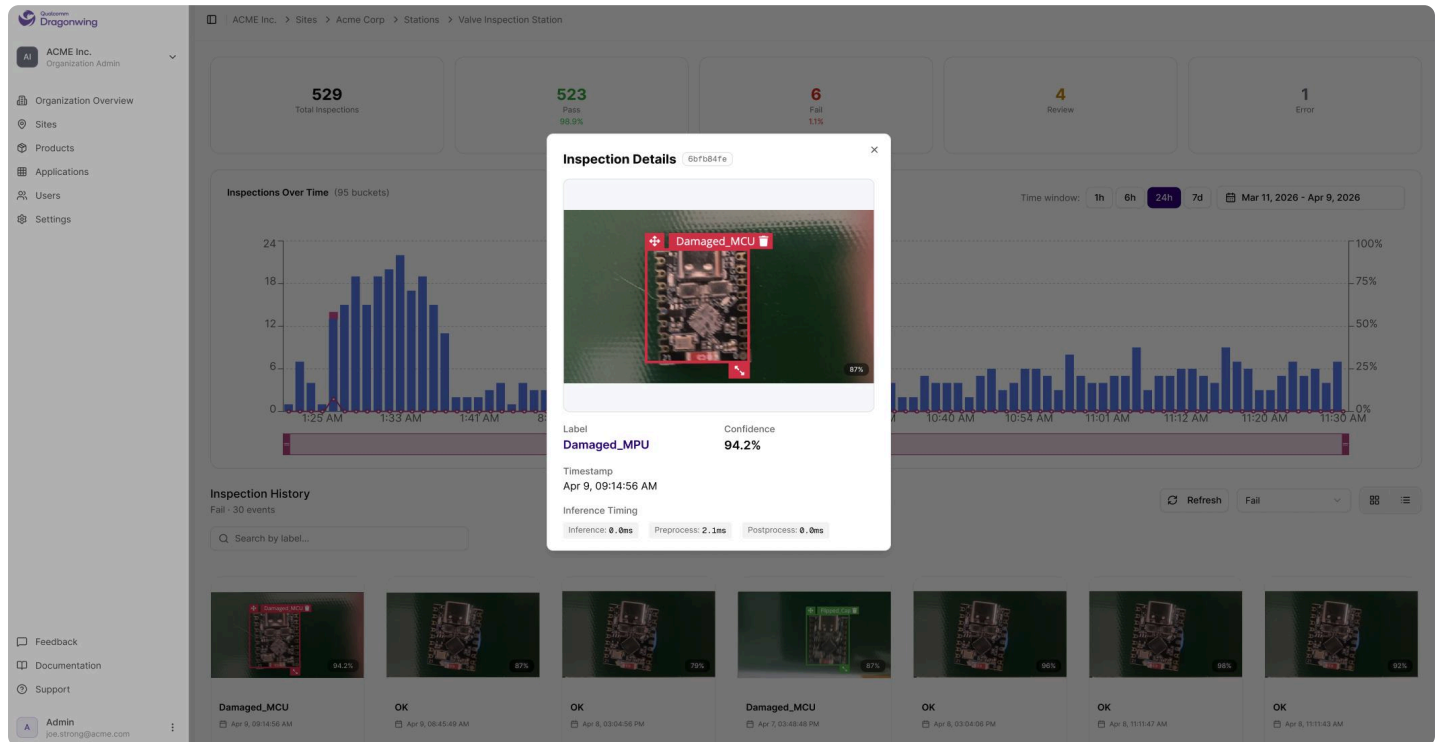 Qualcomm
Dragonwing
ACME Inc. > Sites > Acme Corp > Stations > Valve Inspection Station
AI
ACME Inc.
Organization Admin
Organization Overview
Sites
Products
Applications
Users
Settings
Feedback
Documentation
Support
A
Admin
joe.strong@acme.com
529
Total Inspections
523
Pass
98.9%
6
Fail
1.1%
4
Review
1
Error
Inspections Over Time (95 buckets)
Time window: 1h 6h 24h 7d Mar 11, 2026 - Apr 9, 2026
24
18
12
6
0
100%
75%
50%
25%
0%
1:25 AM 1:33 AM 1:41 AM 8: M 10:40 AM 10:54 AM 11:01 AM 11:12 AM 11:20 AM 11:30 AM
Inspection Details 6bfb84fe
Damaged_MCU
87%
Label
Damaged_MPU
Confidence
94.2%
Timestamp
Apr 9, 09:14:56 AM
Inference Timing
Inference: 0.0ms Preprocess: 2.1ms Postprocess: 0.0ms
Inspection History
Fail · 30 events
Refresh
Fail
Search by label...
Damaged_MCU
94.2%
Damaged_MCU
Apr 9, 09:14:56 AM
87%
OK
Apr 9, 08:45:49 AM
79%
OK
Apr 8, 03:04:56 PM
Flipped_Cap
87%
Damaged_MCU
Apr 7, 03:48:48 PM
96%
OK
Apr 8, 03:04:06 PM
98%
OK
Apr 8, 11:11:47 AM
92%
OK
Apr 8, 11:11:43 AM